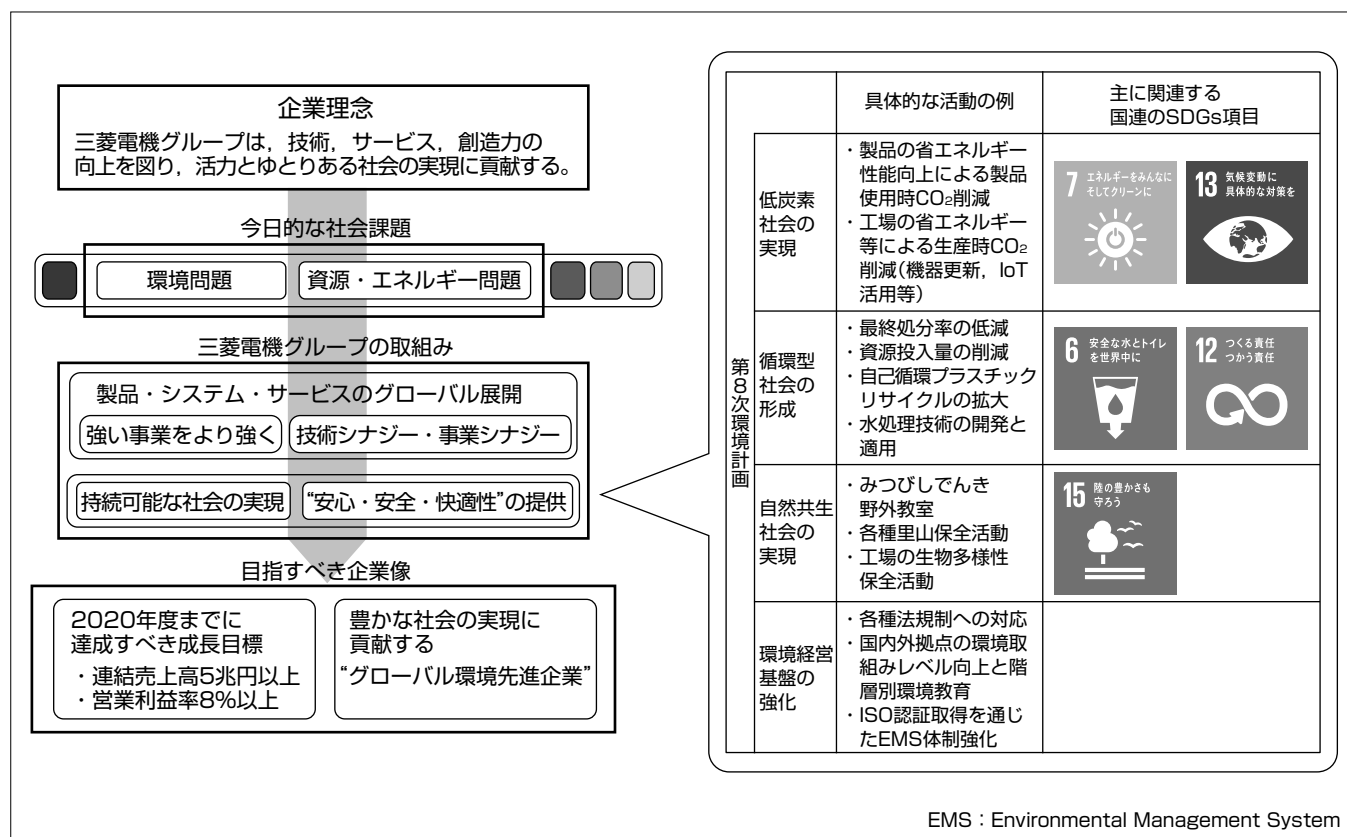 企業理念
三菱電機グループは，技術，サービス，創造力の
向上を図り，活力とゆとりある社会の実現に貢献する。
今日的な社会課題
環境問題
資源・エネルギー問題
三菱電機グループの取組み
製品・システム・サービスのグローバル展開
強い事業をより強く
技術シナジー・事業シナジー
持続可能な社会の実現
“安心・安全・快適性”の提供
目指すべき企業像
2020年度までに
達成すべき成長目標
・連結売上高5兆円以上
・営業利益率8%以上
豊かな社会の実現に
貢献する
“グローバル環境先進企業”
具体的な活動の例
主に関連する
国連のSDGs項目
第8次環境計画
低炭素
社会の
実現
・製品の省エネルギー
性能向上による製品
使用時CO₂削減
・工場の省エネルギー
等による生産時CO₂
削減(機器更新，IoT
活用等)
7 エネルギーをみんなに
そしてクリーンに
13 気候変動に
具体的な対策を
循環型
社会の
形成
・最終処分率の低減
・資源投入量の削減
・自己循環プラスチック
リサイクルの拡大
・水処理技術の開発と
適用
6 安全な水とトイレ
を世界中に
12 つくる責任
つかう責任
自然共生
社会の
実現
・みつびしでんき
野外教室
・各種里山保全活動
・工場の生物多様性
保全活動
15 陸の豊かさも
守ろう
環境経営
基盤の
強化
・各種法規制への対応
・国内外拠点の環境取
組みレベル向上と階
層別環境教育
・ISO認証取得を通じ
たEMS体制強化
EMS：Environmental Management System